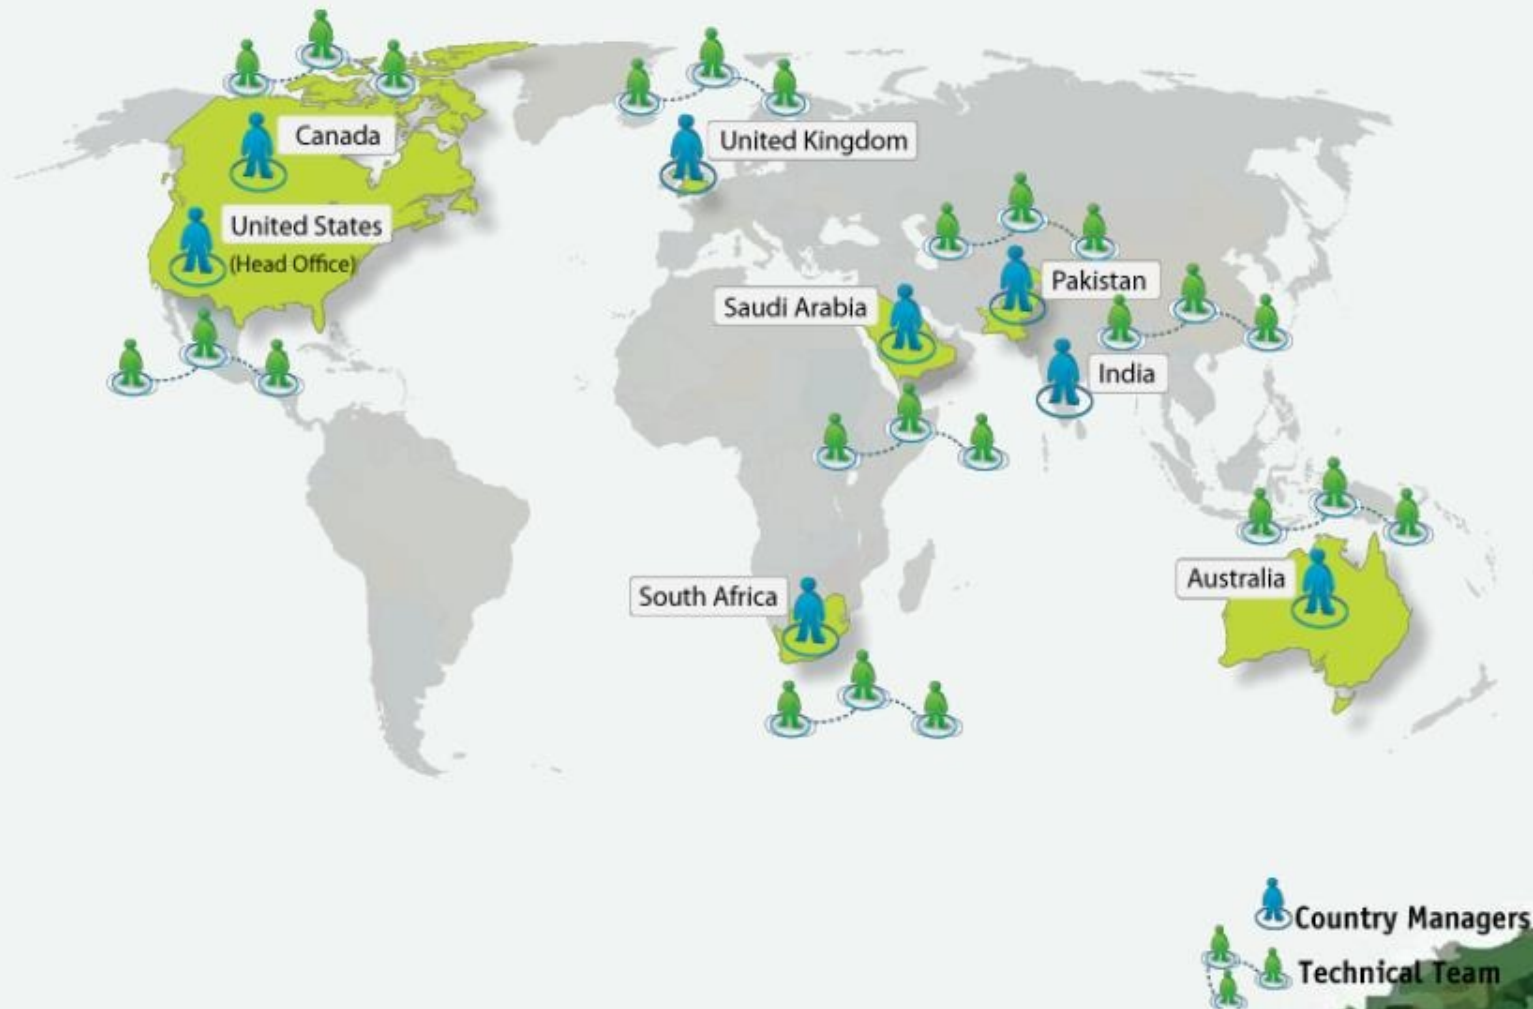 Canada
United Kingdom
United States
(Head Office)
Pakistan
Saudi Arabia
India
Australia
South Africa
Country Managers
Technical Team